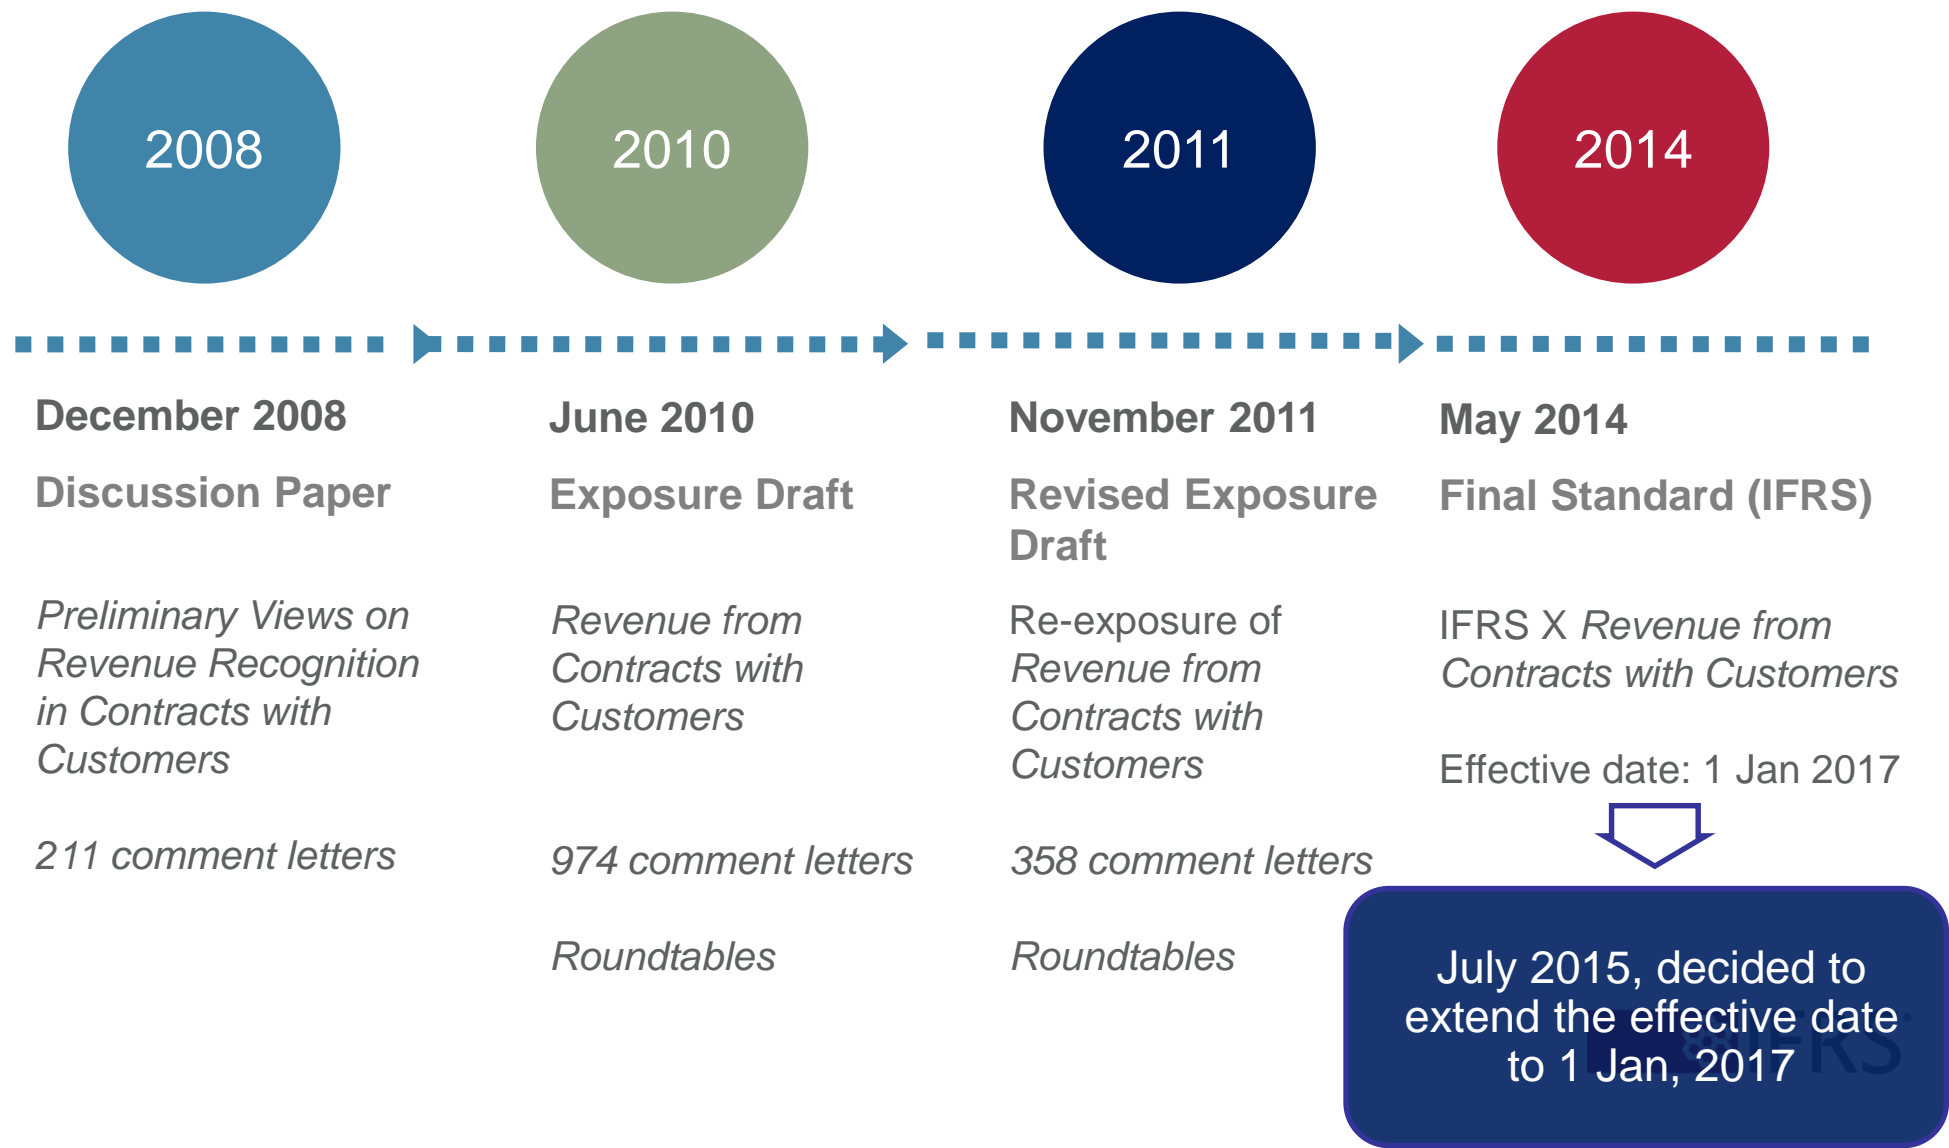 2008
2010
2011
2014
December 2008
Discussion Paper
Preliminary Views on
Revenue Recognition
in Contracts with
Customers
211 comment letters
June 2010
Exposure Draft
Revenue from
Contracts with
Customers
974 comment letters
Roundtables
November 2011
Revised Exposure
Draft
Re-exposure of
Revenue from
Contracts with
Customers
358 comment letters
Roundtables
May 2014
Final Standard (IFRS)
IFRS X Revenue from
Contracts with Customers
Effective date: 1 Jan 2017
July 2015, decided to
extend the effective date
to 1 Jan, 2017
IFRS